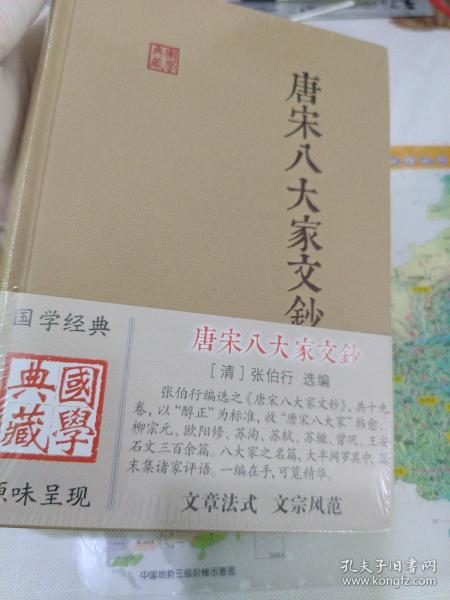 國學
典藏
唐宋八大家文鈔
国学经典
國學
典藏
原味呈现
唐宋八大家文鈔
[清]张伯行 选编
张伯行编选之《唐宋八大家文鈔》,共十九
卷,以“醇正”为标准,收“唐宋八大家”韩愈、
柳宗元、欧阳修、苏洵、苏轼、苏辙、曾巩、王安
石文三百余篇。八大家之名篇,大半网罗其中,篇
末集诸家评语。一编在手,可览精华。
文章法式 文宗风范
中国地势三级阶梯示意图
孔夫子旧书网
www.kongfz.com